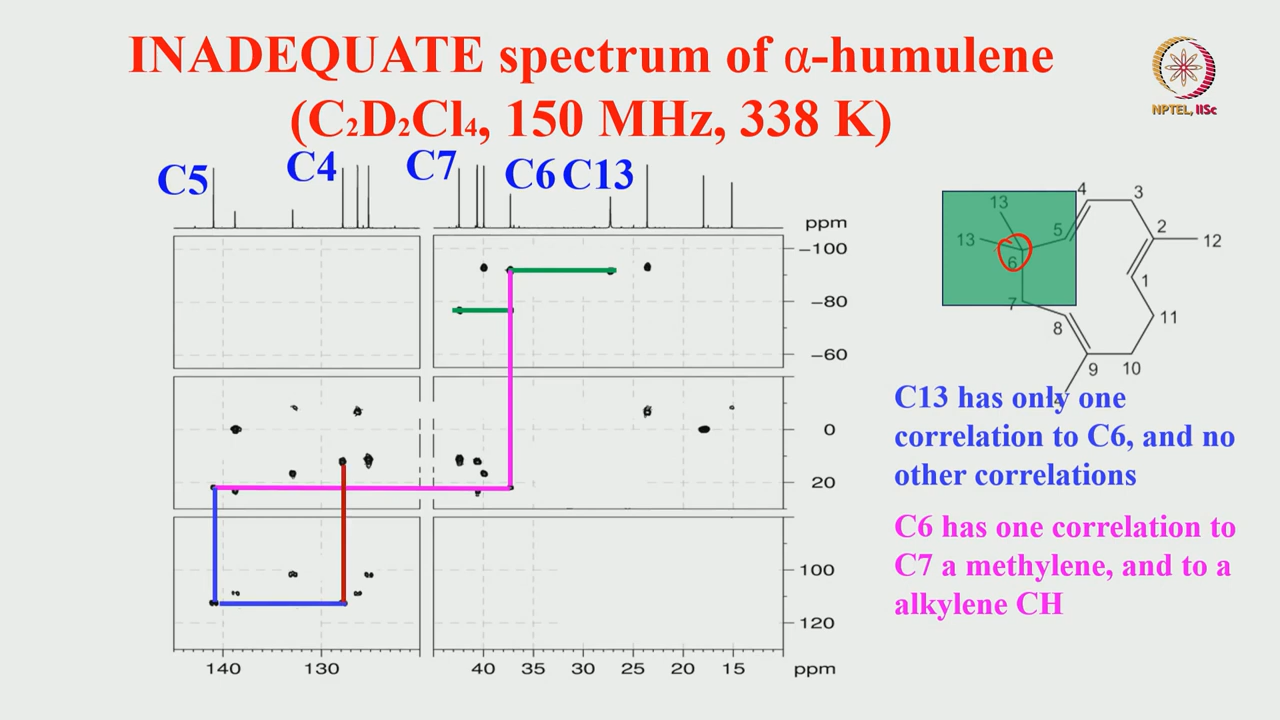 INADEQUATE spectrum of α-humulene
(C₂D₂Cl₄, 150 MHz, 338 K)
NPTEL, IISc
C5
C4
C7
C6
C13
ppm
−100
−80
−60
0
20
100
120
140
130
40
35
30
25
20
15
ppm
4
3
13
5
2
12
13
6
1
7
8
11
9
10
C13 has only one
correlation to C6, and no
other correlations
C6 has one correlation to
C7 a methylene, and to a
alkylene CH